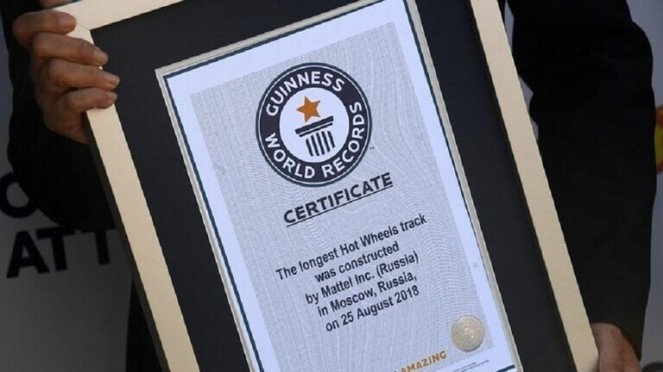 GUINNESS
WORLD RECORDS
CERTIFICATE
The longest Hot Wheels track
was constructed
by Mattel Inc. (Russia)
in Moscow, Russia,
on 25 August 2018
AMAZING
ATT